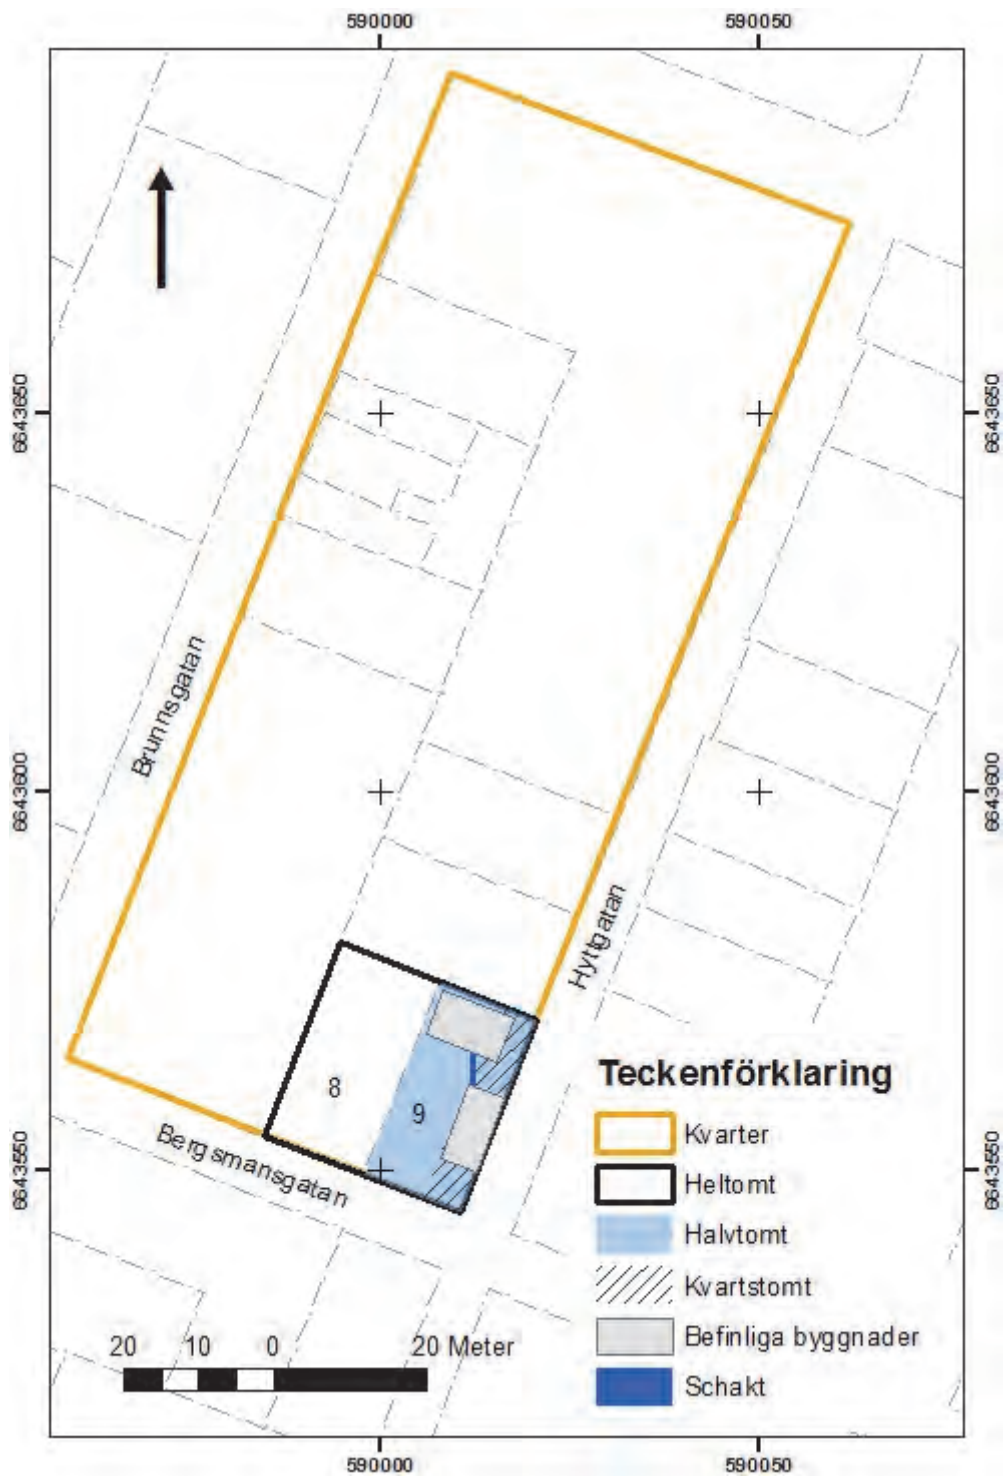 590000
590050
6643650
6643650
Brunnsgatan
6643600
6643600
Hyttgatan
8
9
Bergsmansgatan
6643550
6643550
Teckenförklaring
Kvarter
Heltomt
Halvtomt
Kvartstomt
Befinliga byggnader
Schakt
20 10 0 20 Meter
590000
590050